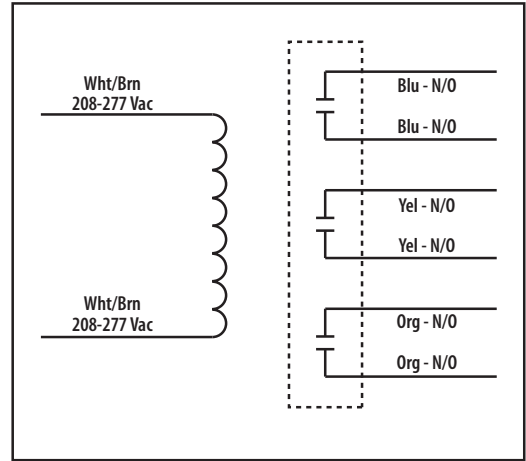 Wht/Brn
208-277 Vac
Wht/Brn
208-277 Vac
Blu - N/O
Blu - N/O
Yel - N/O
Yel - N/O
Org - N/O
Org - N/O